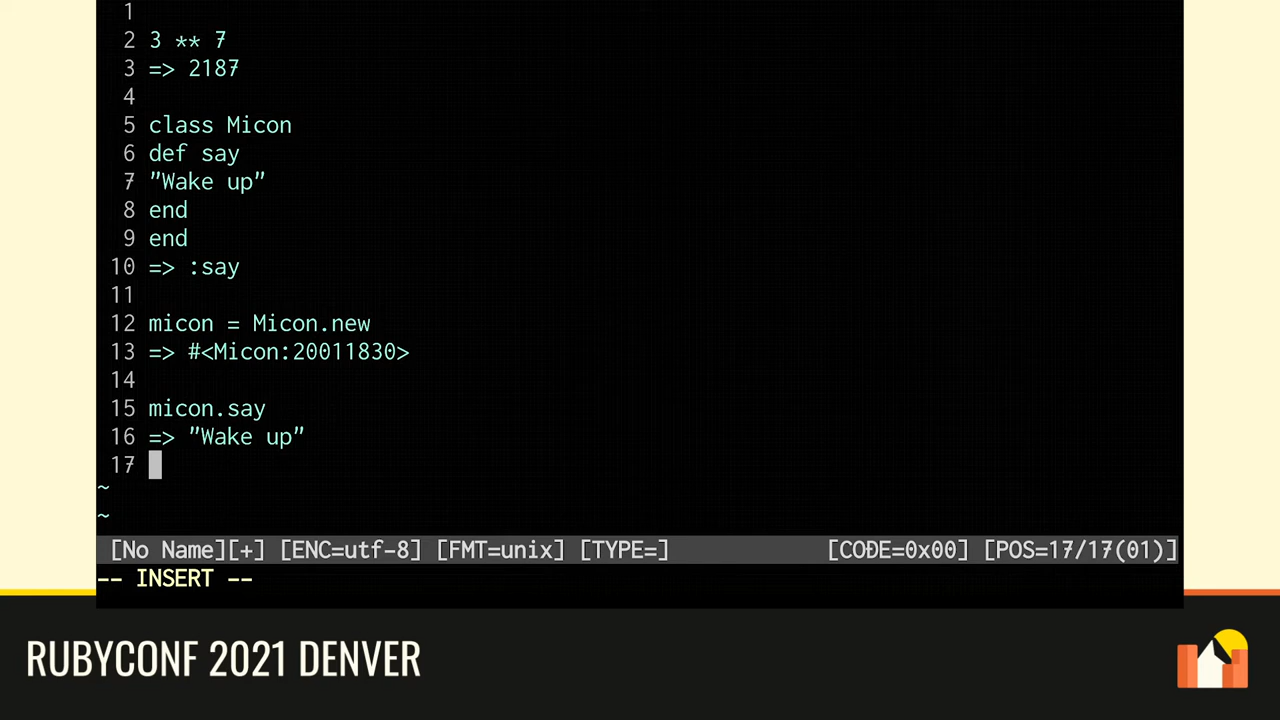 1
2 3 ** 7
3 => 2187
4
5 class Micon
6 def say
7 "Wake up"
8 end
9 end
10 => :say
11
12 micon = Micon.new
13 => #<Micon:20011830>
14
15 micon.say
16 => "Wake up"
17
~
~
[No Name][+] [ENC=utf-8] [FMT=unix] [TYPE=] [CODE=0x00] [POS=17/17(01)]
-- INSERT --
RUBYCONF 2021 DENVER